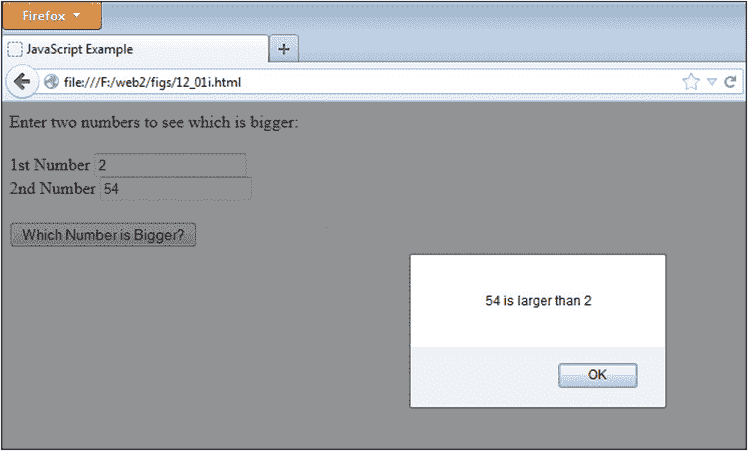 Firefox
JavaScript Example
file:///F:/web2/figs/12_01i.html
Enter two numbers to see which is bigger:
1st Number 2
2nd Number 54
Which Number is Bigger?
54 is larger than 2
OK